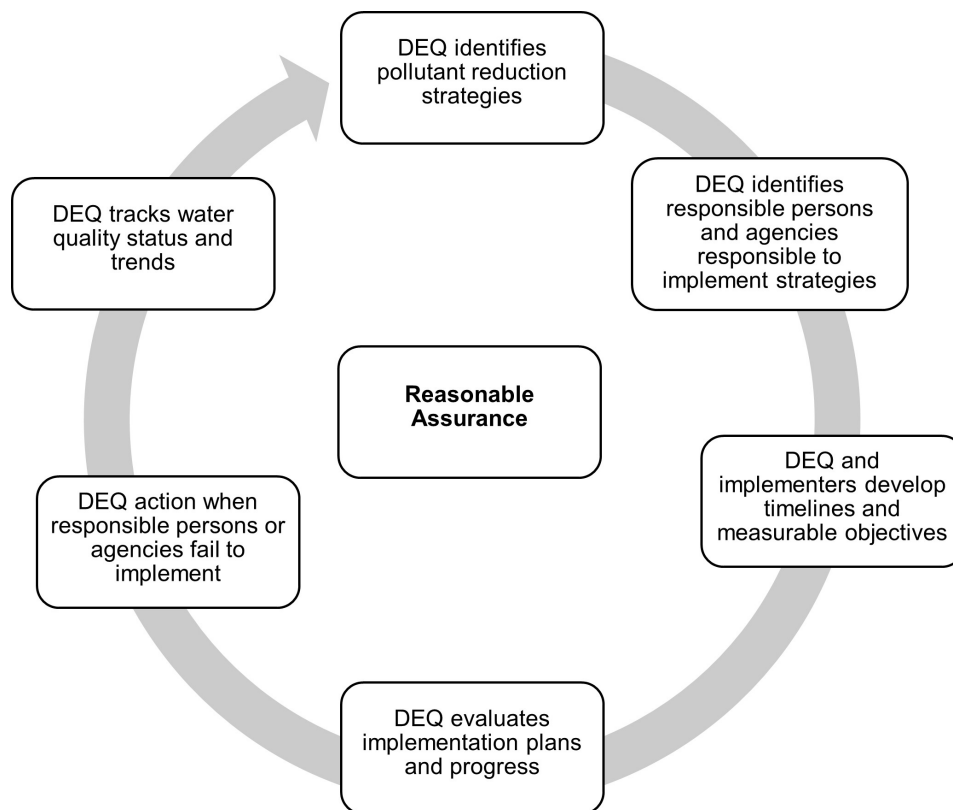 DEQ identifies
pollutant reduction
strategies
DEQ identifies
responsible persons
and agencies
responsible to
implement strategies
DEQ and
implementers develop
timelines and
measurable objectives
DEQ evaluates
implementation plans
and progress
DEQ action when
responsible persons or
agencies fail to
implement
DEQ tracks water
quality status and
trends
Reasonable
Assurance